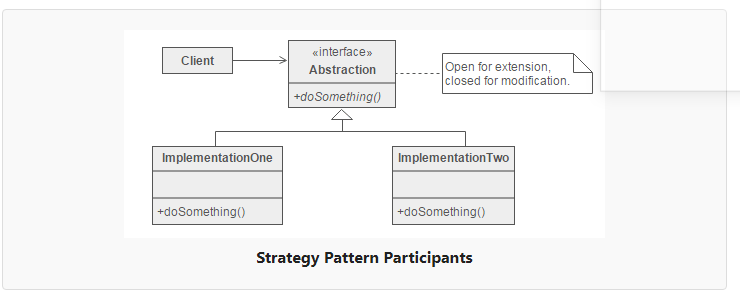 Client
«interface»
Abstraction
+doSomething()
Open for extension,
closed for modification.
ImplementationOne
+doSomething()
ImplementationTwo
+doSomething()
Strategy Pattern Participants